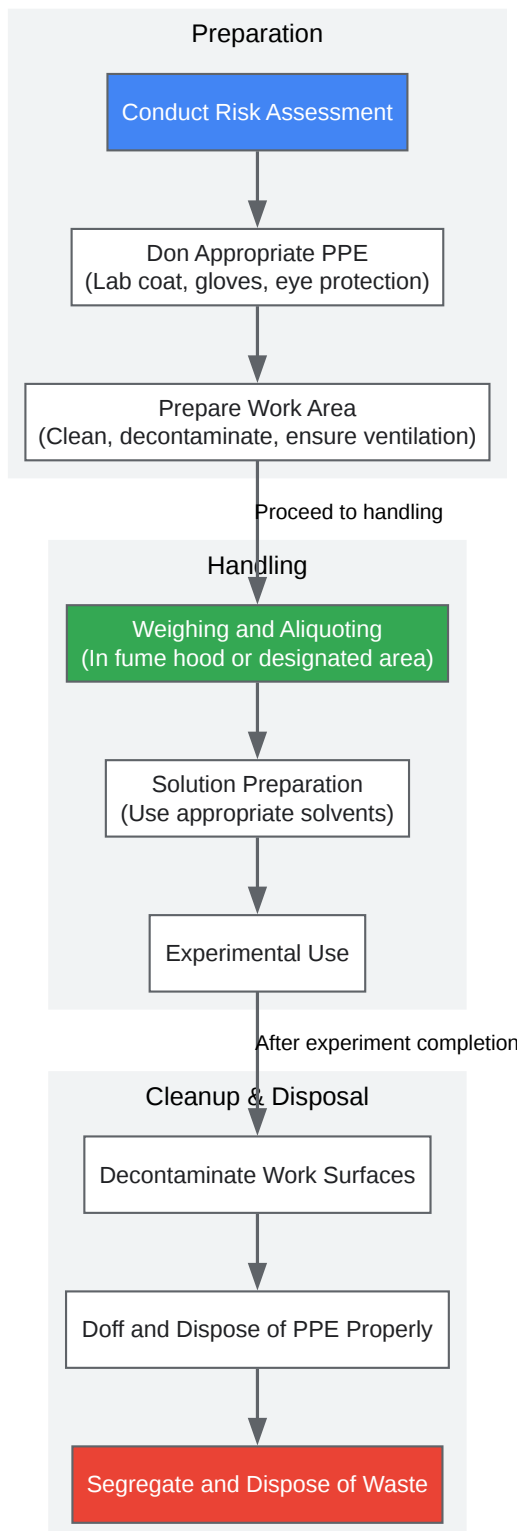 Preparation
Conduct Risk Assessment
Don Appropriate PPE
(Lab coat, gloves, eye protection)
Prepare Work Area
(Clean, decontaminate, ensure ventilation)
Proceed to handling
Handling
Weighing and Aliquoting
(In fume hood or designated area)
Solution Preparation
(Use appropriate solvents)
Experimental Use
After experiment completion
Cleanup & Disposal
Decontaminate Work Surfaces
Doff and Dispose of PPE Properly
Segregate and Dispose of Waste